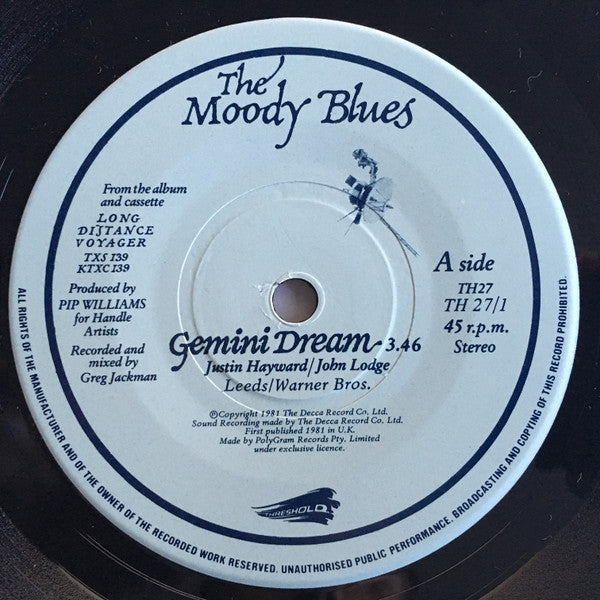 The
Moody Blues
From the album
and cassette
LONG
DISTANCE
VOYAGER
TXS 139
KTXC 139
Produced by
PIP WILLIAMS
for Handle
Artists
Recorded and
mixed by
Greg Jackman
A side
TH27
TH 27/1
45 r.p.m.
Stereo
Gemini Dream - 3.46
Justin Hayward/John Lodge
Leeds/Warner Bros.
℗Copyright 1981 The Decca Record Co. Ltd.
Sound Recording made by The Decca Record Co. Ltd.
First published 1981 in U.K.
Made by PolyGram Records Pty. Limited
under exclusive licence.
THRESHOLD
ALL RIGHTS OF THE MANUFACTURER AND OF THE OWNER OF THE RECORDED WORK RESERVED. UNAUTHORISED PUBLIC PERFORMANCE, BROADCASTING AND COPYING OF THIS RECORD PROHIBITED.